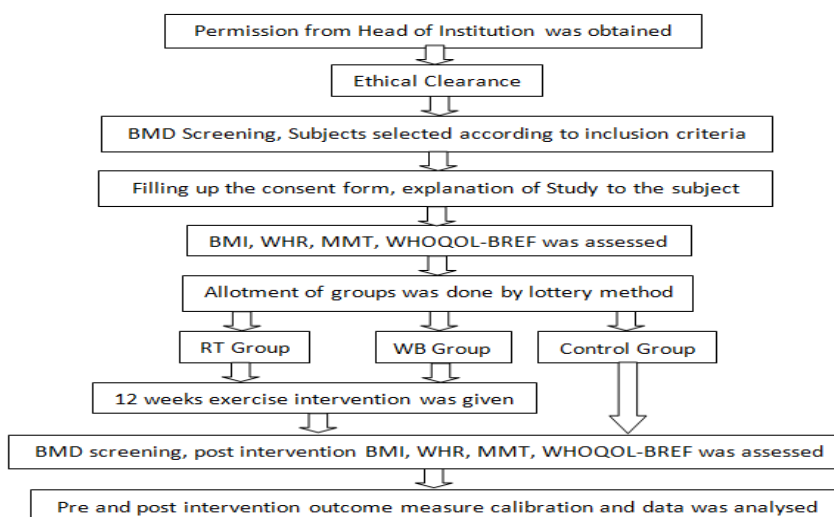 Permission from Head of Institution was obtained
Ethical Clearance
BMD Screening, Subjects selected according to inclusion criteria
Filling up the consent form, explanation of Study to the subject
BMI, WHR, MMT, WHOQOL-BREF was assessed
Allotment of groups was done by lottery method
RT Group
WB Group
Control Group
12 weeks exercise intervention was given
BMD screening, post intervention BMI, WHR, MMT, WHOQOL-BREF was assessed
Pre and post intervention outcome measure calibration and data was analysed